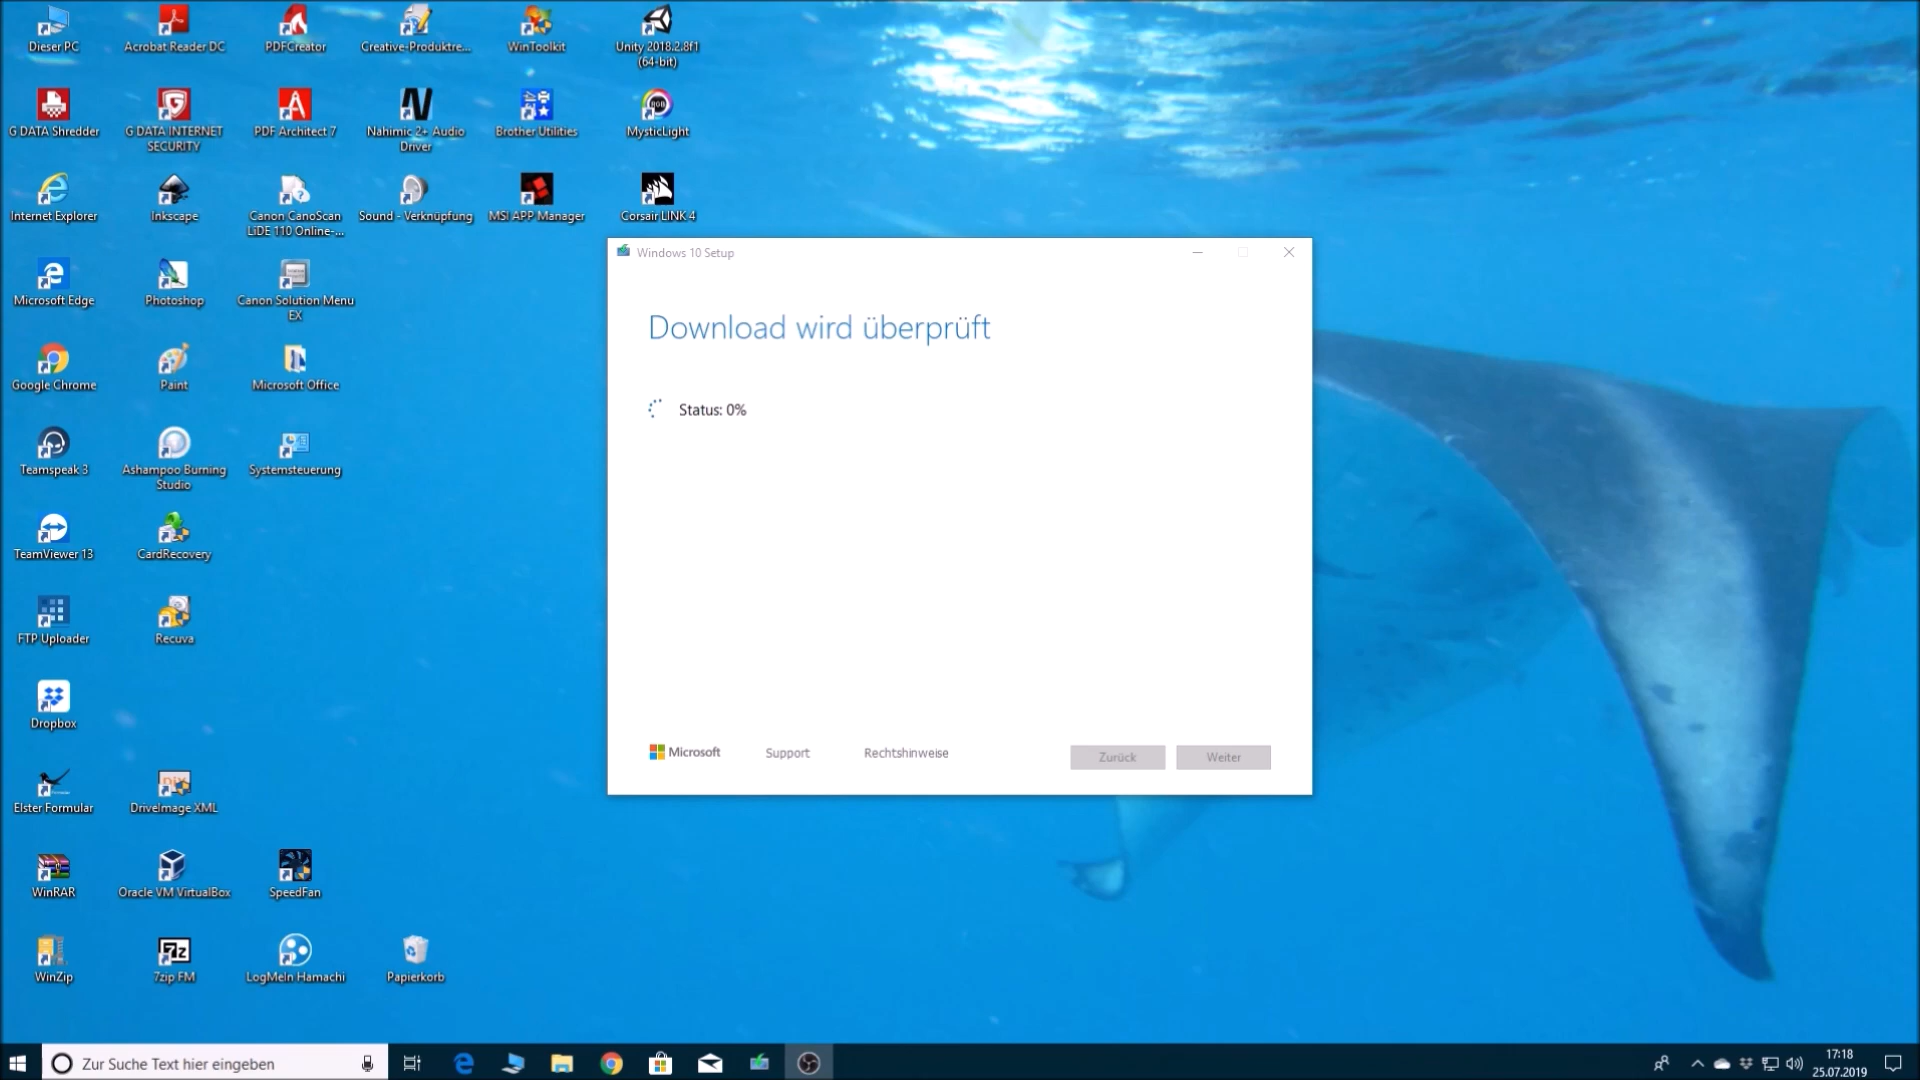 Dieser PC
Acrobat Reader DC
PDFCreator
Creative-Produktre...
WinToolkit
Unity 2018.2.8f1
(64-bit)
G DATA Shredder
G DATA INTERNET
SECURITY
PDF Architect 7
Nahimic 2+ Audio
Driver
Brother Utilities
MysticLight
Internet Explorer
Inkscape
Canon CanoScan
LiDE 110 Online-...
Sound - Verknüpfung
MSI APP Manager
Corsair LINK 4
Microsoft Edge
Photoshop
Canon Solution Menu
EX
Google Chrome
Paint
Microsoft Office
Teamspeak 3
Ashampoo Burning
Studio
Systemsteuerung
TeamViewer 13
CardRecovery
FTP Uploader
Recuva
Dropbox
Elster Formular
DriveImage XML
WinRAR
Oracle VM VirtualBox
SpeedFan
WinZip
7zip FM
LogMeIn Hamachi
Papierkorb
Windows 10 Setup
Download wird überprüft
Status: 0%
Microsoft
Support
Rechtshinweise
Zurück
Weiter
Zur Suche Text hier eingeben
17:18
25.07.2019